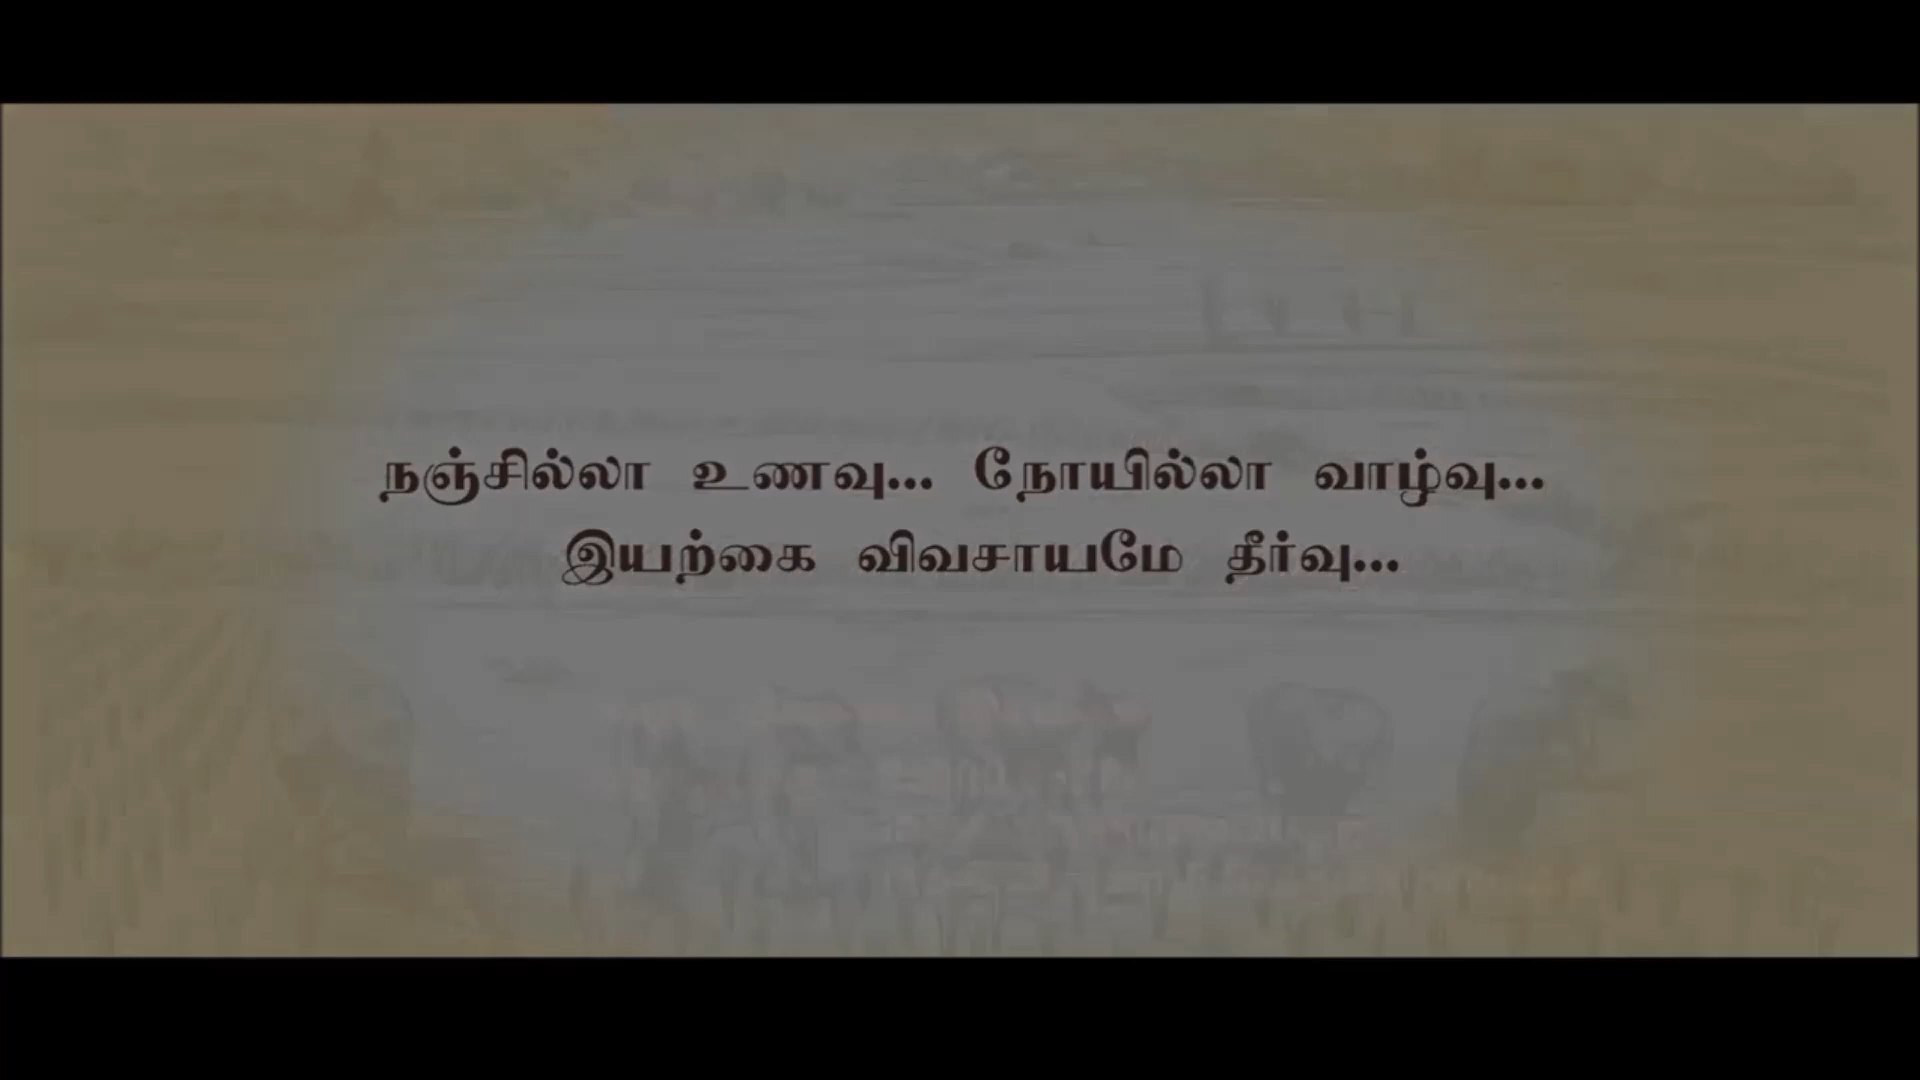 நஞ்சில்லா உணவு... நோயில்லா வாழ்வு...
இயற்கை விவசாயமே தீர்வு...